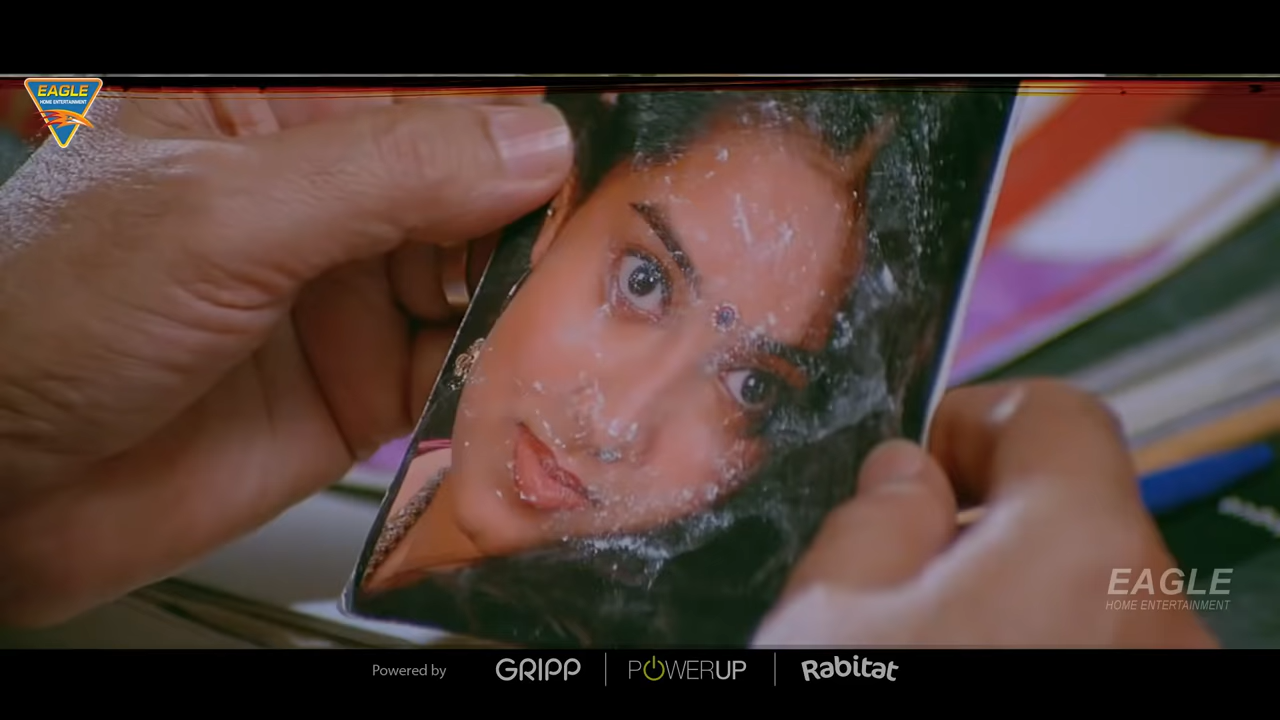 EAGLE
HOME ENTERTAINMENT
EAGLE
HOME ENTERTAINMENT
Powered by GRIPP POWERUP Rabitat